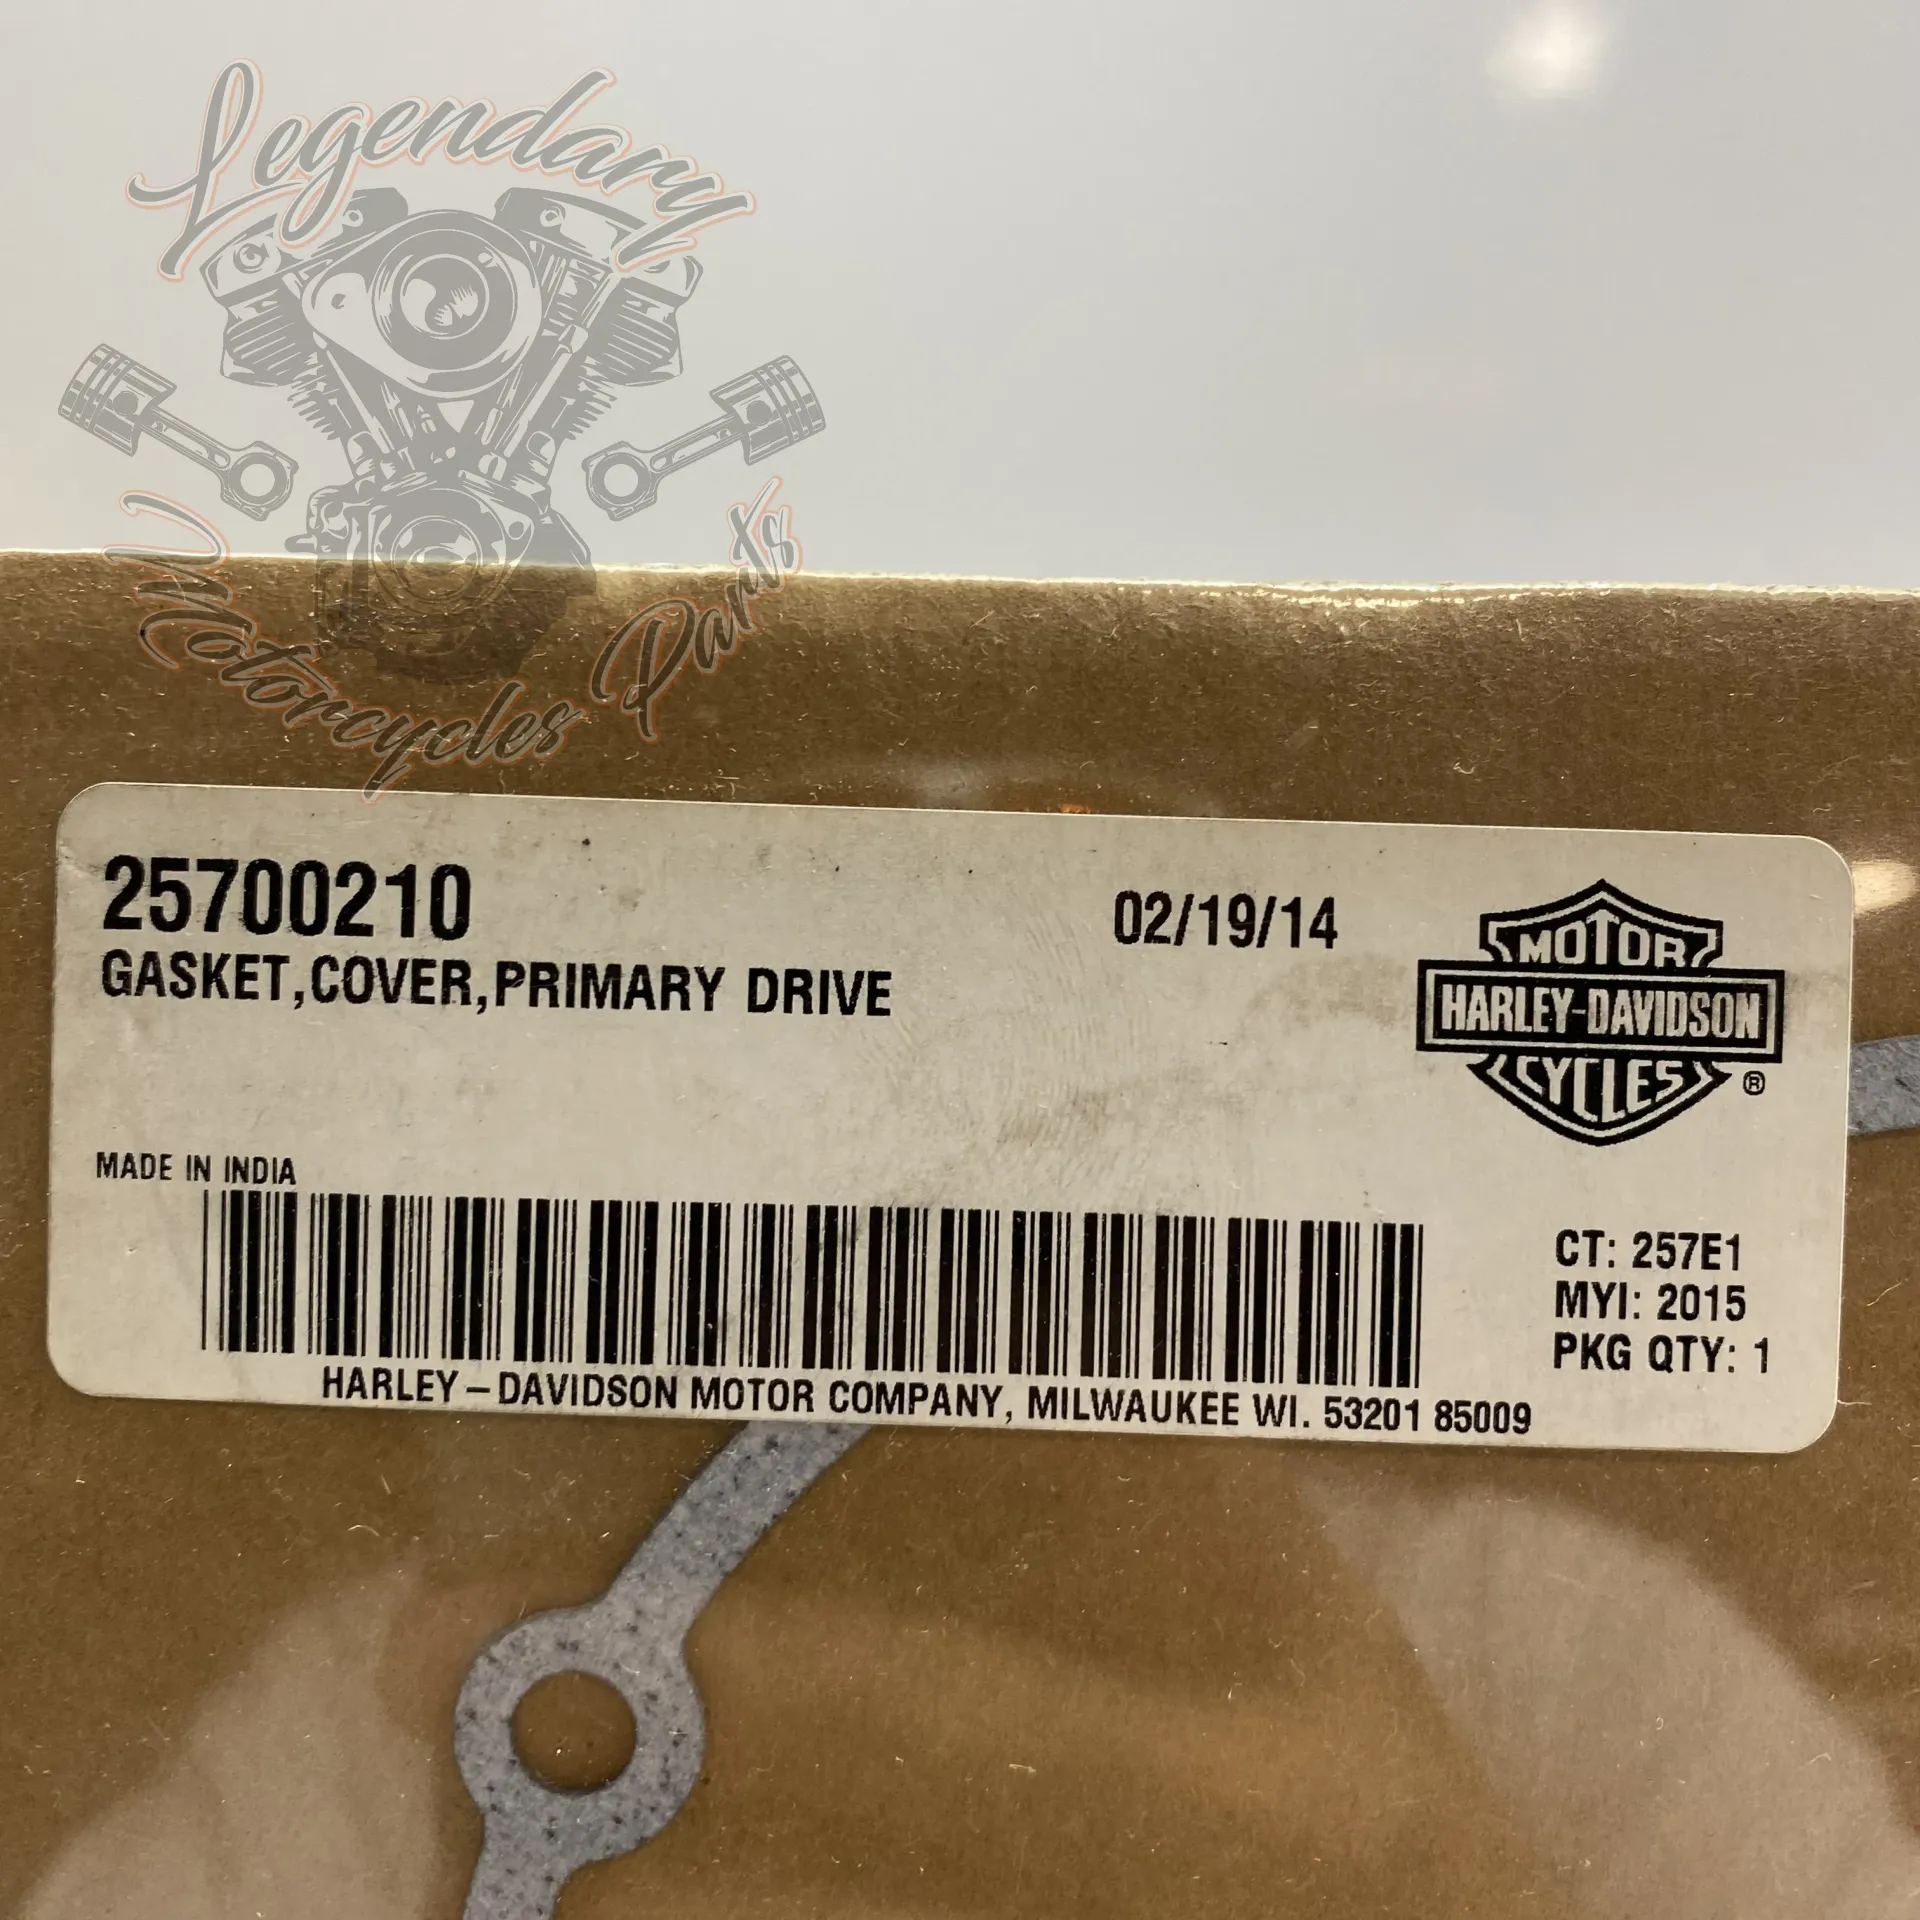 Legendary
Motorcycles Parts
25700210
GASKET,COVER,PRIMARY DRIVE
02/19/14
MOTOR
HARLEY-DAVIDSON
CYCLES
®
MADE IN INDIA
CT: 257E1
MYI: 2015
PKG QTY: 1
HARLEY-DAVIDSON MOTOR COMPANY, MILWAUKEE WI. 53201 85009